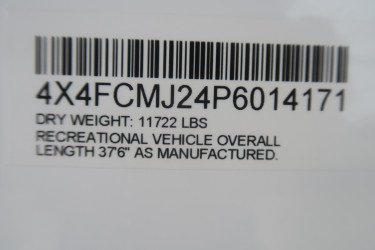 4X4FCMJ24P6014171
DRY WEIGHT: 11722 LBS
RECREATIONAL VEHICLE OVERALL
LENGTH 37'6" AS MANUFACTURED.